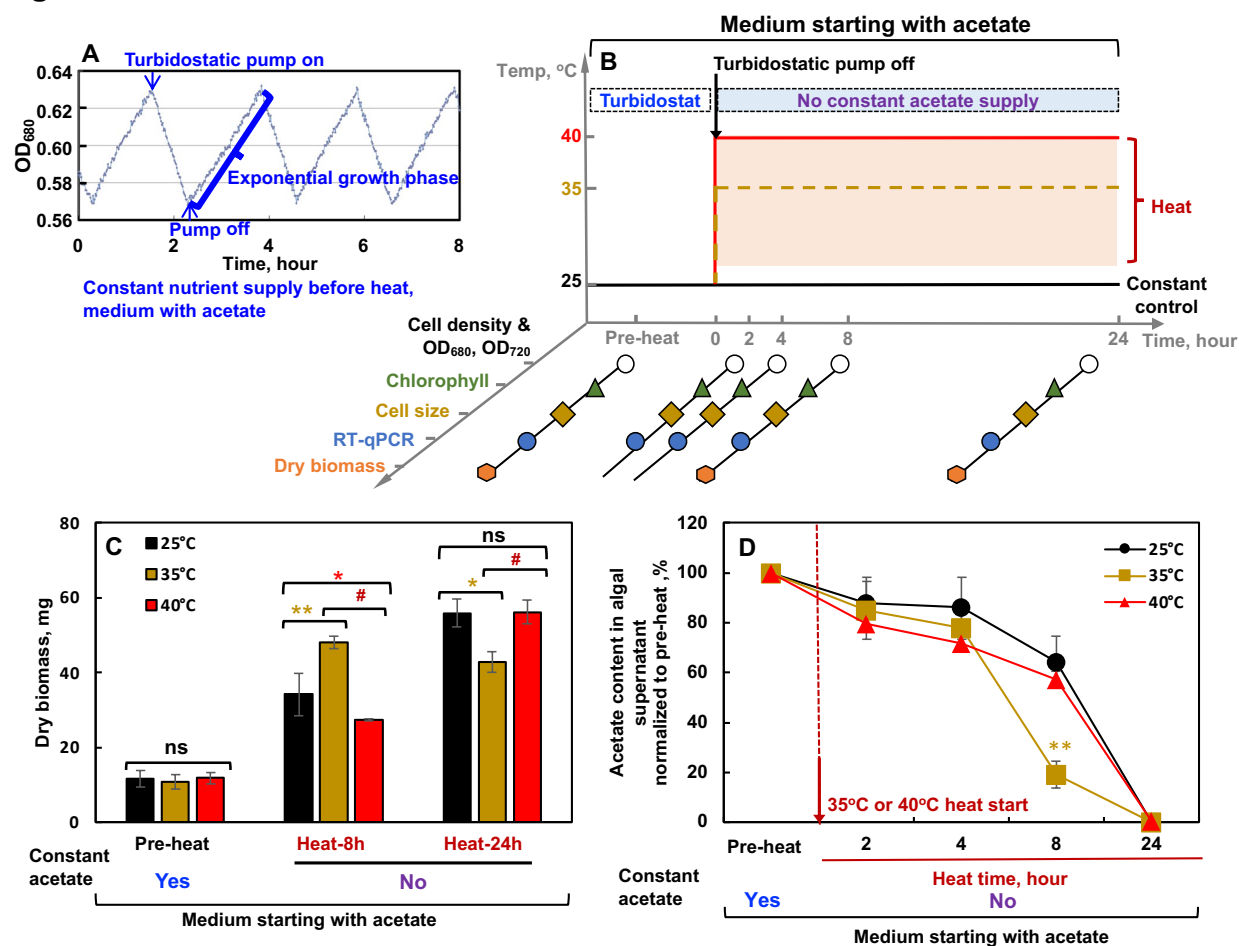 Medium starting with acetate
A
Turbidostatic pump on
0.64
0.62
0.60
0.58
0.56
OD680
Exponential growth phase
Pump off
0 2 4 6 8
Time, hour
Constant nutrient supply before heat,
medium with acetate
B
Temp, °C
Turbidostatic pump off
Turbidostat
No constant acetate supply
40
35
25
Heat
Constant
control
Pre-heat 0 2 4 8 24 Time, hour
Cell density &
OD680, OD720
Chlorophyll
Cell size
RT-qPCR
Dry biomass
C
80
60
40
20
0
Dry biomass, mg
25°C
35°C
40°C
ns
*
#
**
ns
#
*
Pre-heat Heat-8h Heat-24h
Constant
acetate
Yes No
Medium starting with acetate
D
120
100
80
60
40
20
0
Acetate content in algal
supernatant
normalized to pre-heat ,%
25°C
35°C
40°C
**
35°C or 40°C heat start
Pre-heat 2 4 8 24
Heat time, hour
Constant
acetate
Yes No
Medium starting with acetate